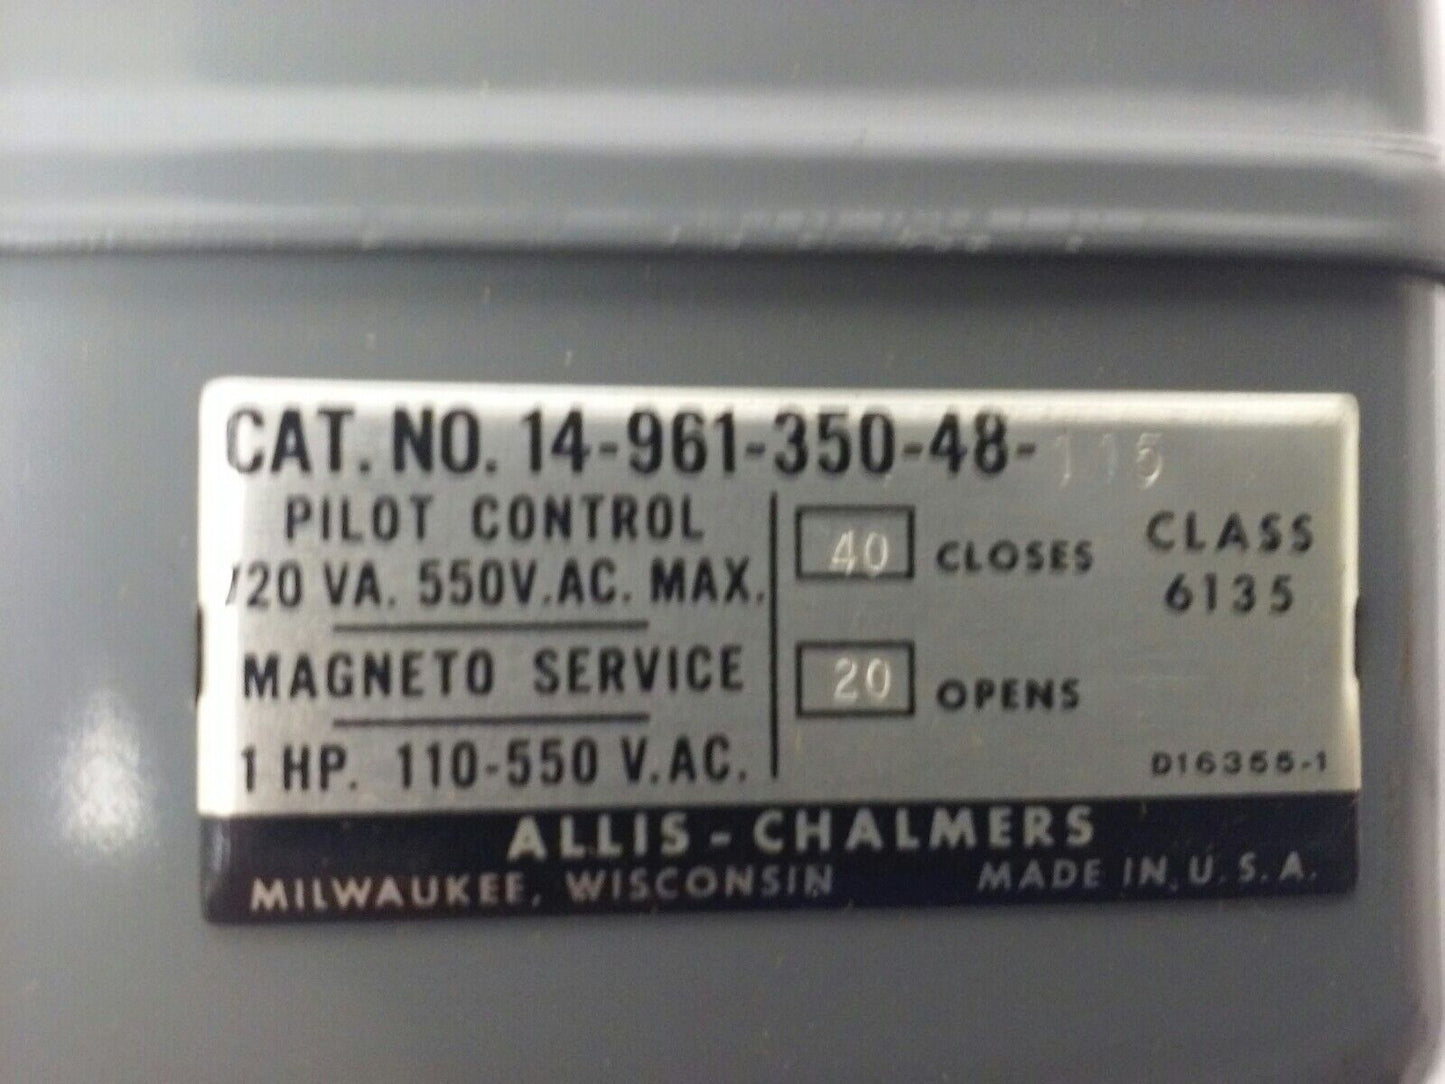 CAT. NO. 14-961-350-48-115
PILOT CONTROL
720 VA. 550V.AC. MAX.
MAGNETO SERVICE
1 HP. 110-550 V.AC.
40 CLOSES
20 OPENS
CLASS
6135
D16355-1
ALLIS-CHALMERS
MILWAUKEE, WISCONSIN MADE IN U.S.A.